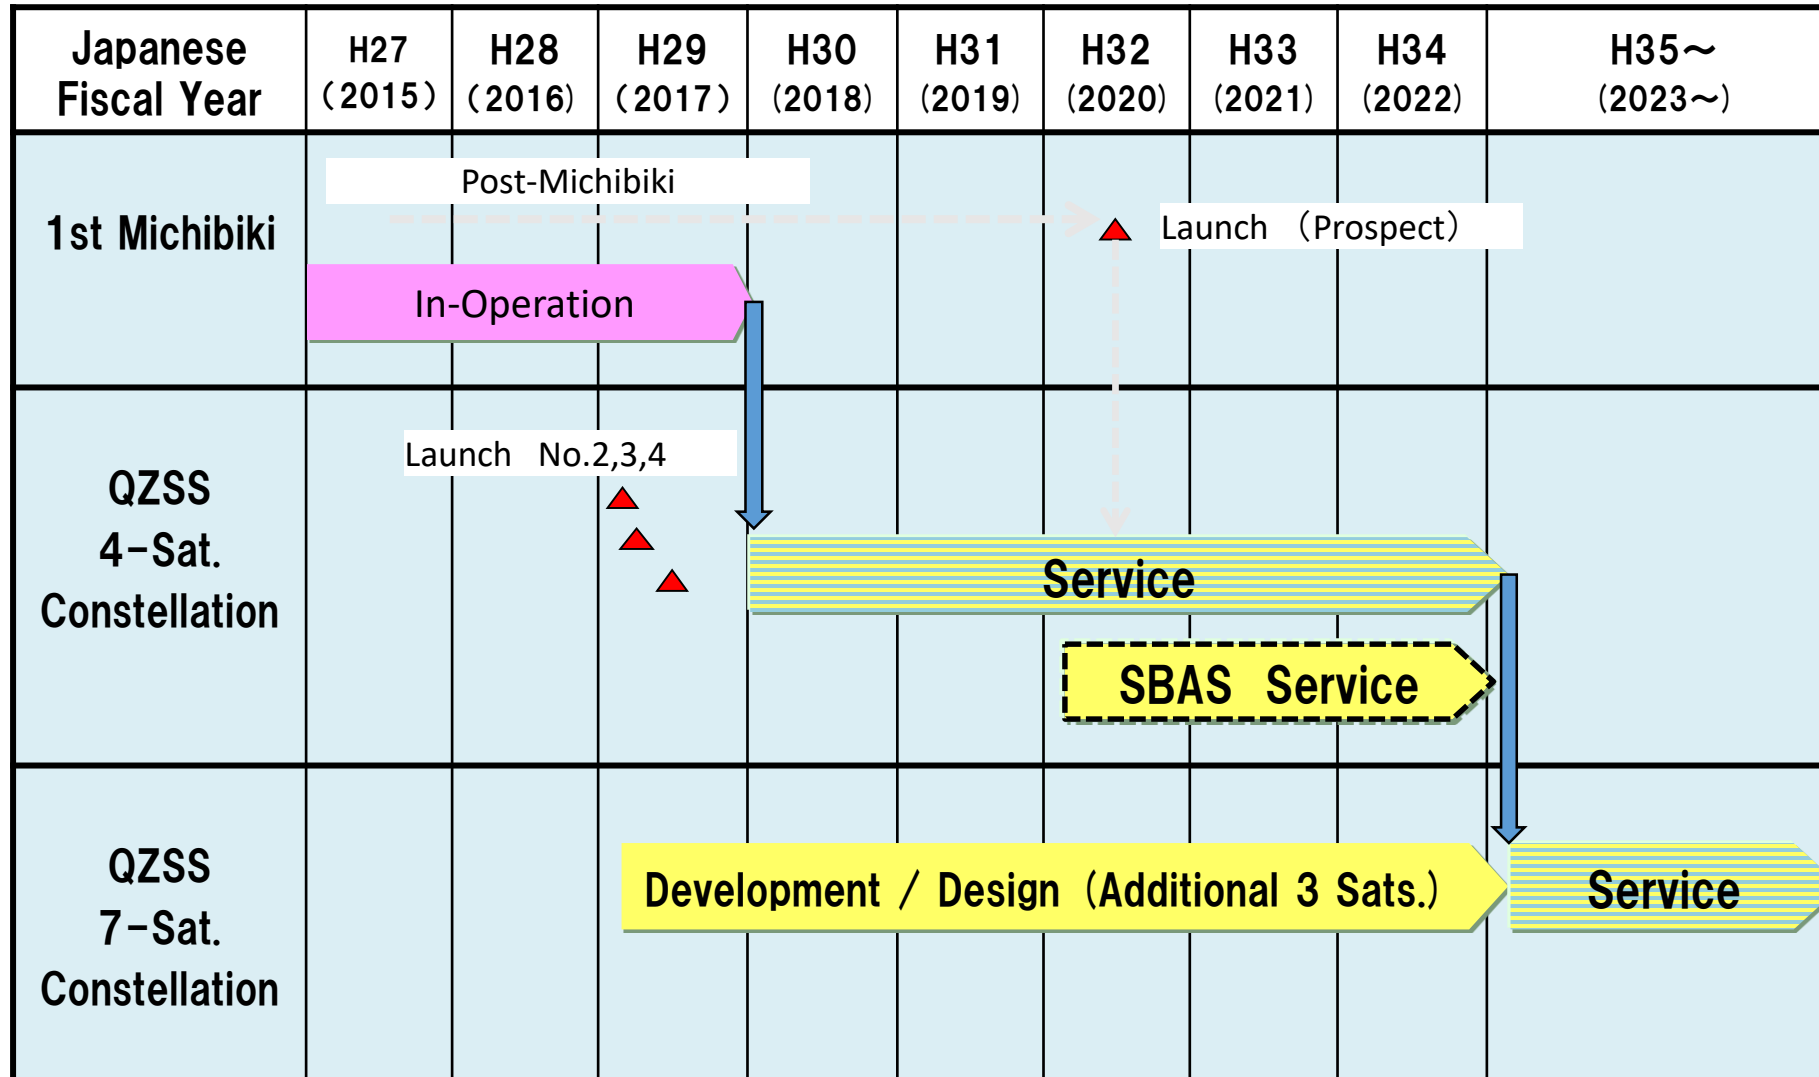 Japanese
Fiscal Year
H27
(2015)
H28
(2016)
H29
(2017)
H30
(2018)
H31
(2019)
H32
(2020)
H33
(2021)
H34
(2022)
H35～
(2023～)
1st Michibiki
Post-Michibiki
Launch （Prospect）
In-Operation
QZSS
4-Sat.
Constellation
Launch No.2,3,4
Service
SBAS Service
QZSS
7-Sat.
Constellation
Development / Design (Additional 3 Sats.)
Service